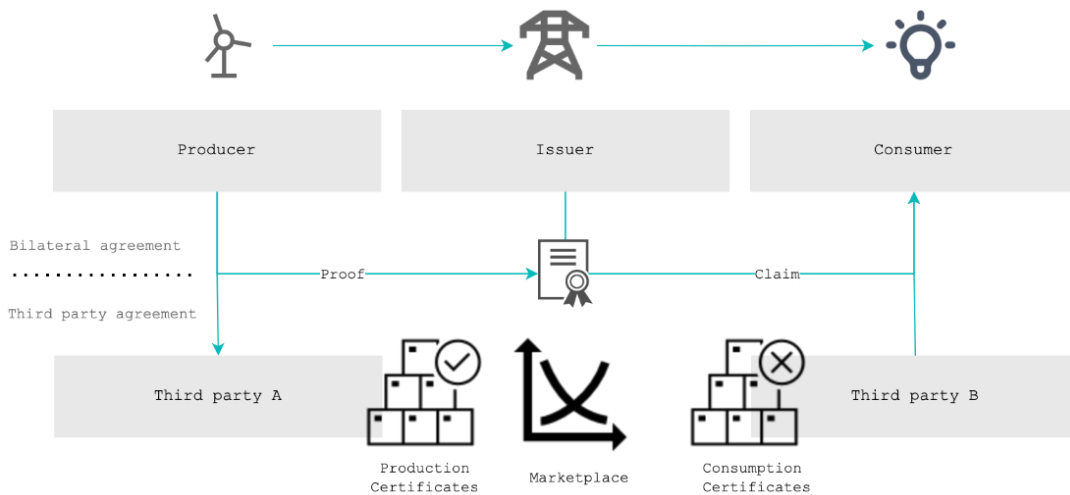 Producer
Issuer
Consumer
Bilateral agreement
Proof
Claim
Third party agreement
Third party A
Third party B
Production
Certificates
Marketplace
Consumption
Certificates